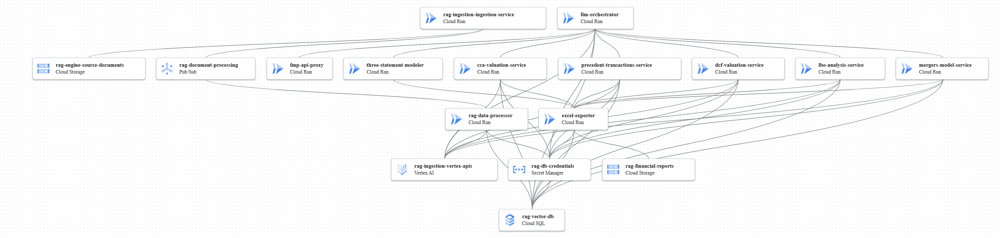 rag-ingestion-ingestion-service
Cloud Run
llm-orchestrator
Cloud Run
rag-engine-source-documents
Cloud Storage
rag-document-processing
Pub/Sub
fmp-api-proxy
Cloud Run
three-statement-modeler
Cloud Run
cca-valuation-service
Cloud Run
precedent-transactions-service
Cloud Run
dcf-valuation-service
Cloud Run
lbo-analysis-service
Cloud Run
mergers-model-service
Cloud Run
rag-data-processor
Cloud Run
excel-exporter
Cloud Run
rag-ingestion-vertex-apis
Vertex AI
[***]
rag-db-credentials
Secret Manager
rag-financial-reports
Cloud Storage
rag-vector-db
Cloud SQL